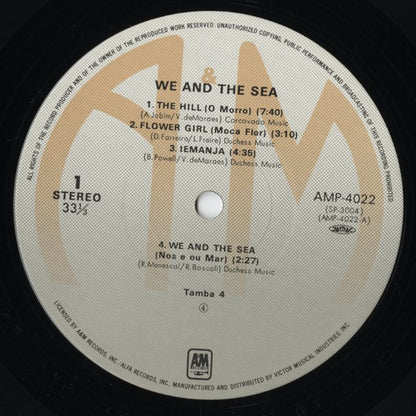 ALL RIGHTS OF THE RECORD PRODUCER AND OF THE OWNER OF THE REPRODUCED WORK RESERVED. UNAUTHORIZED COPYING, PUBLIC PERFORMANCE AND BROADCASTING OF THIS RECORD PROHIBITED.
&
WE AND THE SEA
1. THE HILL (O Morro) (7:40)
(A.Jobim/V.deMoraes) Corcovado Music
2. FLOWER GIRL (Moca Flor) (3:10)
(D.Farreiro/L.Freire) Duchess Music
3. IEMANJA (4:35)
(B.Powell/V.deMoraes) Duchess Music
1
STEREO
33⅓
AMP-4022
(SP-3004)
(AMP-4022-A)
4. WE AND THE SEA
(Nos e ou Mar) (2:27)
(R.Menescal/R.Boscoli) Duchess Music
Tamba 4
④
AM
LICENSED BY A&M RECORDS, INC./ALFA RECORDS, INC. MANUFACTURED AND DISTRIBUTED BY VICTOR MUSICAL INDUSTRIES, INC.